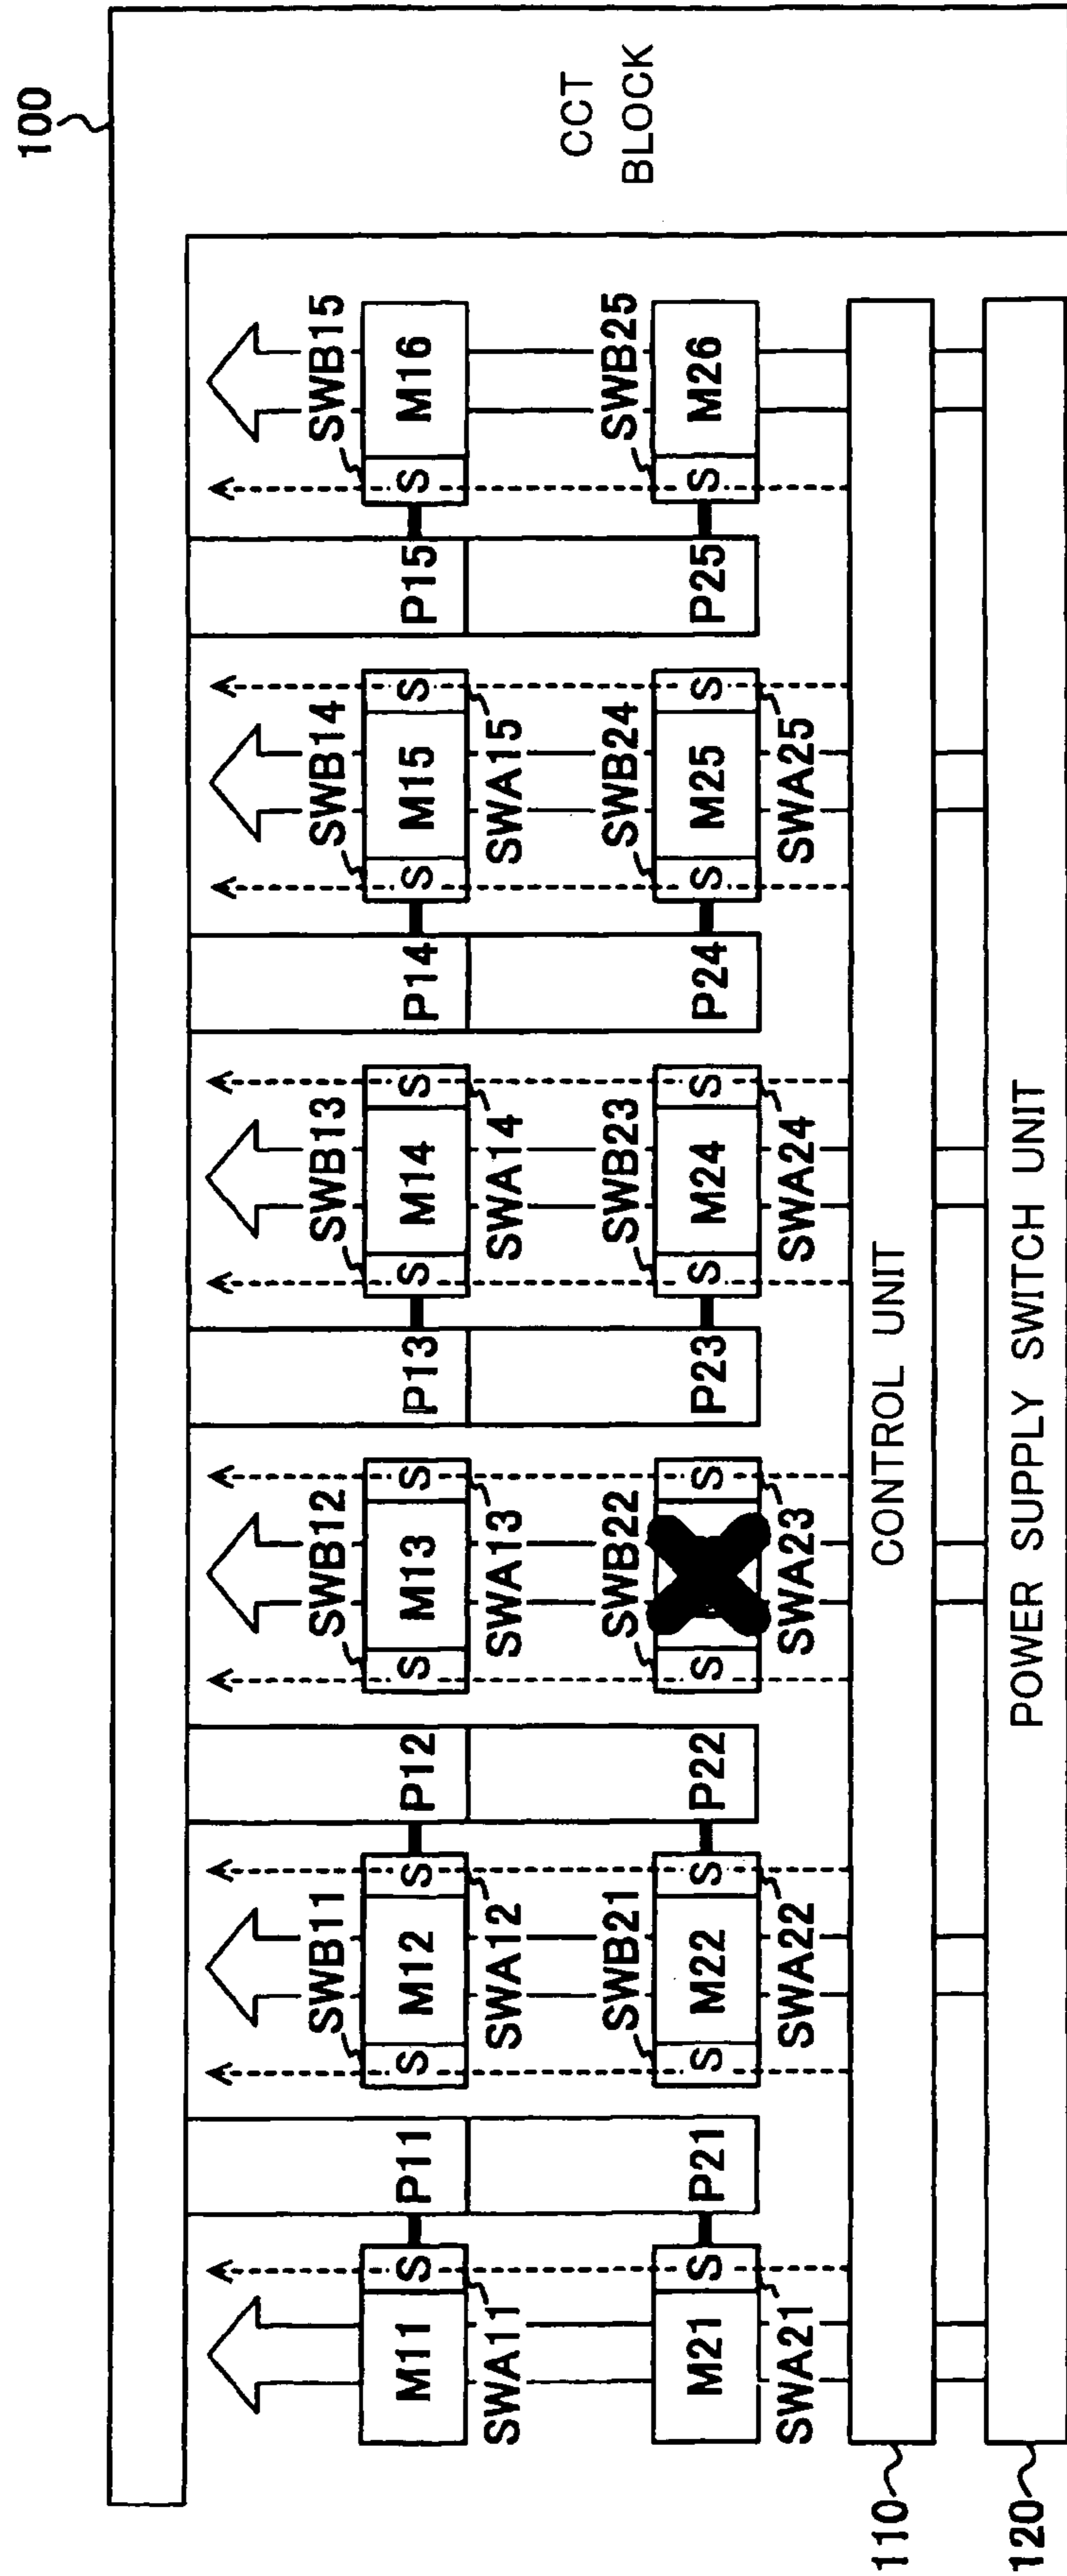 100
CCT
BLOCK
SWB11
SWB12
SWB13
SWB14
SWB15
M11
S
P11
S
M12
S
P12
S
M13
S
P13
S
M14
S
P14
S
M15
S
P15
S
M16
SWA11
SWA12
SWA13
SWA14
SWA15
SWB21
SWB22
SWB23
SWB24
SWB25
M21
S
P21
S
M22
S
P22
S
S
P23
S
M24
S
P24
S
M25
S
P25
S
M26
SWA21
SWA22
SWA23
SWA24
SWA25
110
CONTROL UNIT
120
POWER SUPPLY SWITCH UNIT